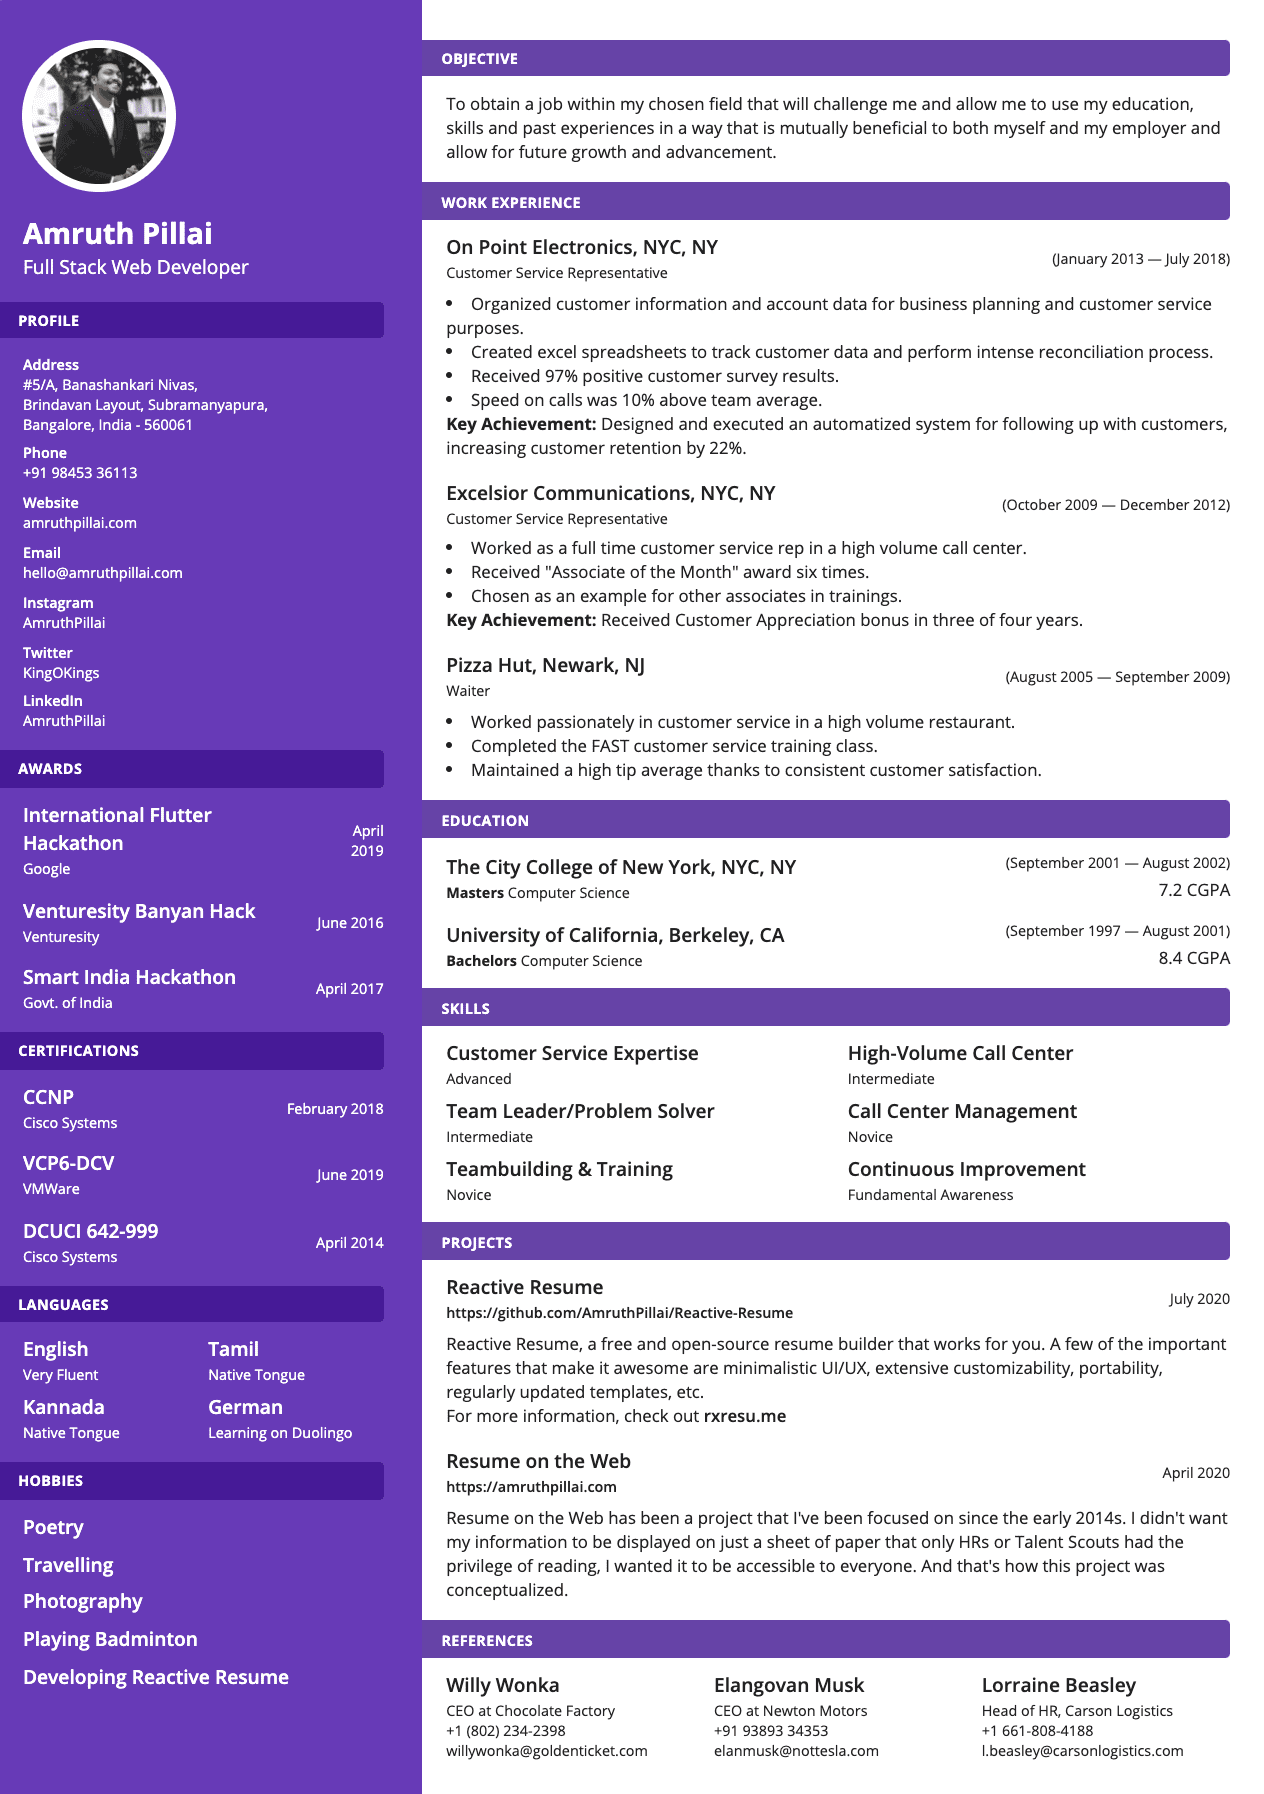 Amruth Pillai
Full Stack Web Developer
PROFILE
Address
#5/A, Banashankari Nivas,
Brindavan Layout, Subramanyapura,
Bangalore, India - 560061
Phone
+91 98453 36113
Website
amruthpillai.com
Email
hello@amruthpillai.com
Instagram
AmruthPillai
Twitter
KingOKings
LinkedIn
AmruthPillai
AWARDS
International Flutter
Hackathon
Google
April
2019
Venturesity Banyan Hack
Venturesity
June 2016
Smart India Hackathon
Govt. of India
April 2017
CERTIFICATIONS
CCNP
Cisco Systems
February 2018
VCP6-DCV
VMWare
June 2019
DCUCI 642-999
Cisco Systems
April 2014
LANGUAGES
English
Very Fluent
Tamil
Native Tongue
Kannada
Native Tongue
German
Learning on Duolingo
HOBBIES
Poetry
Travelling
Photography
Playing Badminton
Developing Reactive Resume
OBJECTIVE
To obtain a job within my chosen field that will challenge me and allow me to use my education,
skills and past experiences in a way that is mutually beneficial to both myself and my employer and
allow for future growth and advancement.
WORK EXPERIENCE
On Point Electronics, NYC, NY
Customer Service Representative
(January 2013 — July 2018)
• Organized customer information and account data for business planning and customer service
purposes.
• Created excel spreadsheets to track customer data and perform intense reconciliation process.
• Received 97% positive customer survey results.
• Speed on calls was 10% above team average.
Key Achievement: Designed and executed an automatized system for following up with customers,
increasing customer retention by 22%.
Excelsior Communications, NYC, NY
Customer Service Representative
(October 2009 — December 2012)
• Worked as a full time customer service rep in a high volume call center.
• Received "Associate of the Month" award six times.
• Chosen as an example for other associates in trainings.
Key Achievement: Received Customer Appreciation bonus in three of four years.
Pizza Hut, Newark, NJ
Waiter
(August 2005 — September 2009)
• Worked passionately in customer service in a high volume restaurant.
• Completed the FAST customer service training class.
• Maintained a high tip average thanks to consistent customer satisfaction.
EDUCATION
The City College of New York, NYC, NY
Masters Computer Science
(September 2001 — August 2002)
7.2 CGPA
University of California, Berkeley, CA
Bachelors Computer Science
(September 1997 — August 2001)
8.4 CGPA
SKILLS
Customer Service Expertise
Advanced
High-Volume Call Center
Intermediate
Team Leader/Problem Solver
Intermediate
Call Center Management
Novice
Teambuilding & Training
Novice
Continuous Improvement
Fundamental Awareness
PROJECTS
Reactive Resume
https://github.com/AmruthPillai/Reactive-Resume
July 2020
Reactive Resume, a free and open-source resume builder that works for you. A few of the important
features that make it awesome are minimalistic UI/UX, extensive customizability, portability,
regularly updated templates, etc.
For more information, check out rxresu.me
Resume on the Web
https://amruthpillai.com
April 2020
Resume on the Web has been a project that I've been focused on since the early 2014s. I didn't want
my information to be displayed on just a sheet of paper that only HRs or Talent Scouts had the
privilege of reading, I wanted it to be accessible to everyone. And that's how this project was
conceptualized.
REFERENCES
Willy Wonka
CEO at Chocolate Factory
+1 (802) 234-2398
willywonka@goldenticket.com
Elangovan Musk
CEO at Newton Motors
+91 93893 34353
elanmusk@nottesla.com
Lorraine Beasley
Head of HR, Carson Logistics
+1 661-808-4188
l.beasley@carsonlogistics.com